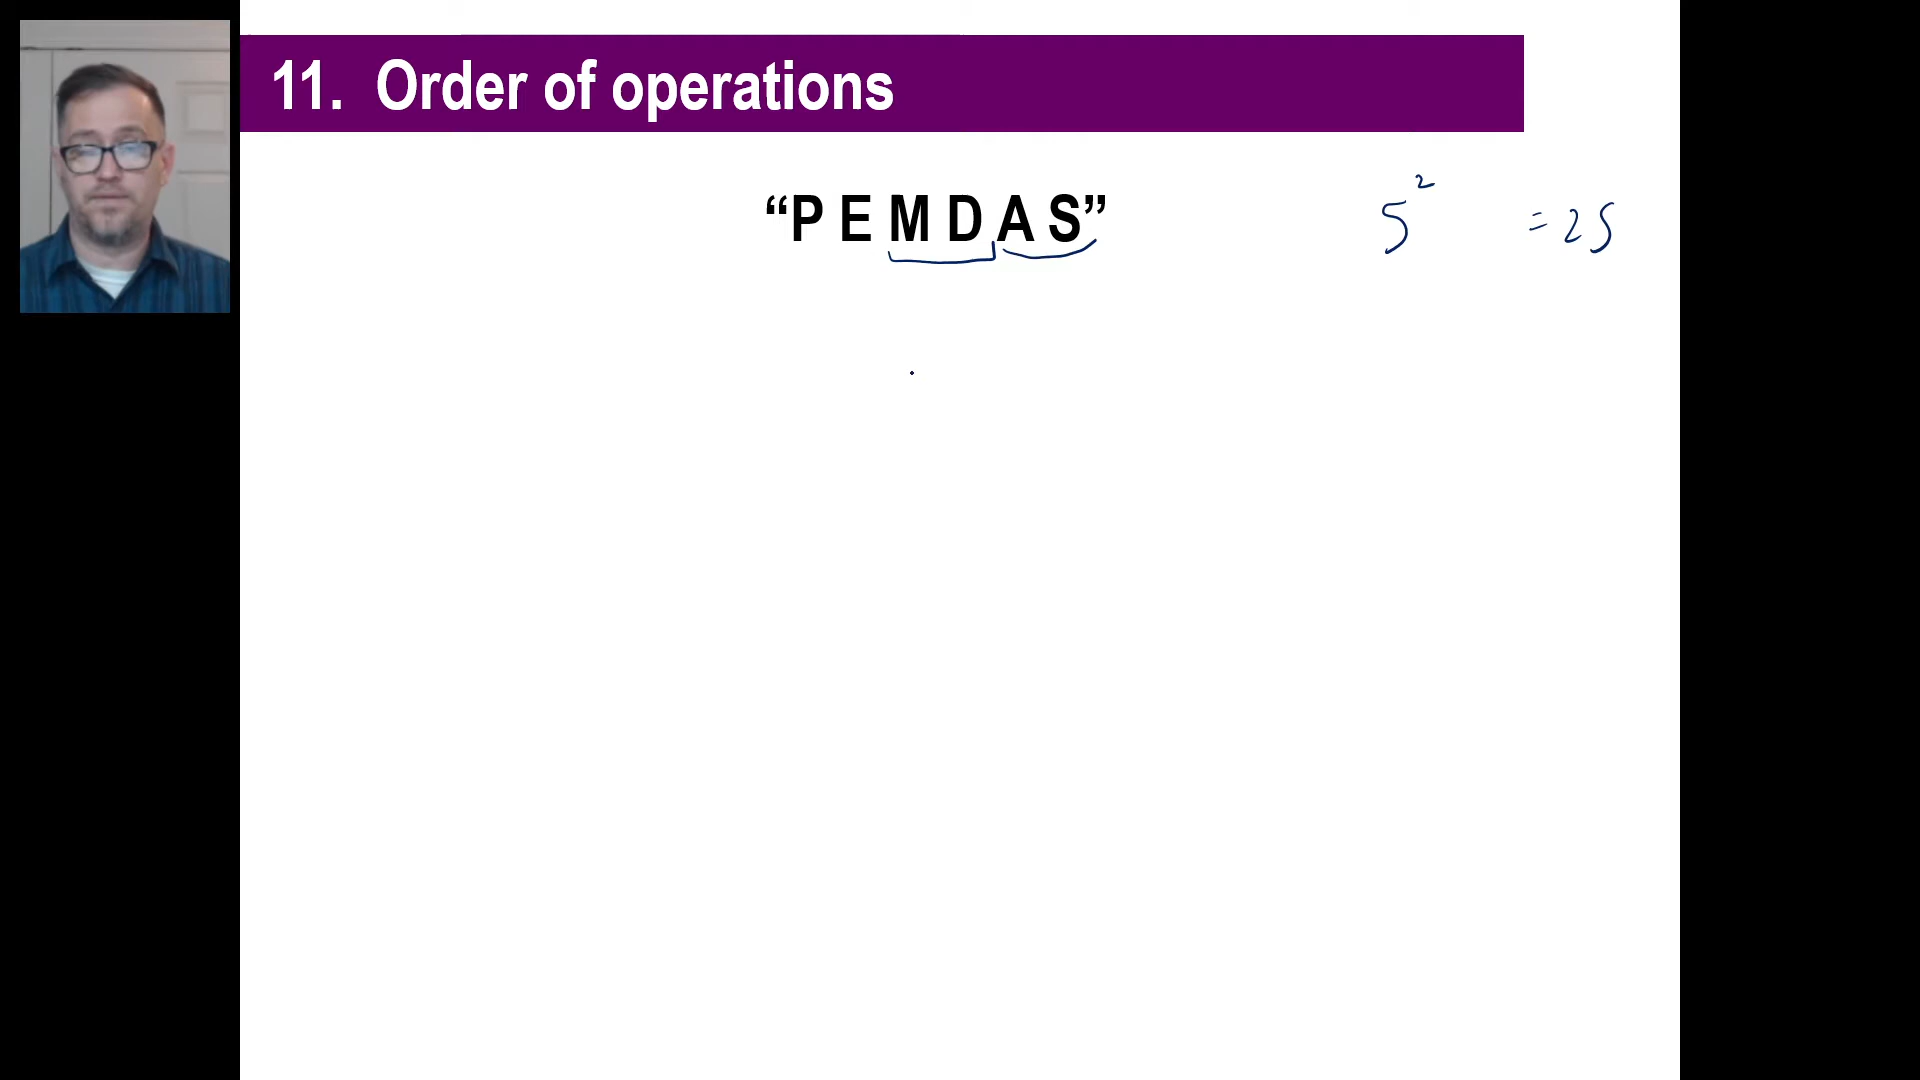 11. Order of operations
“P E M D A S”
5² = 25